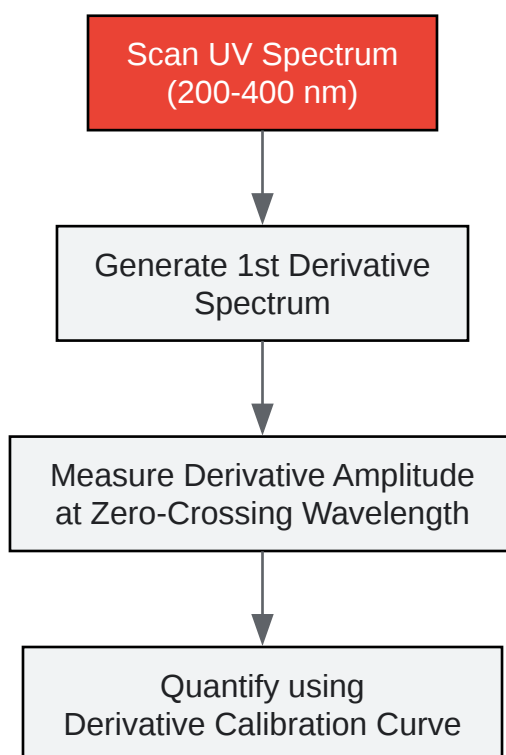 Scan UV Spectrum
(200-400 nm)
Generate 1st Derivative
Spectrum
Measure Derivative Amplitude
at Zero-Crossing Wavelength
Quantify using
Derivative Calibration Curve